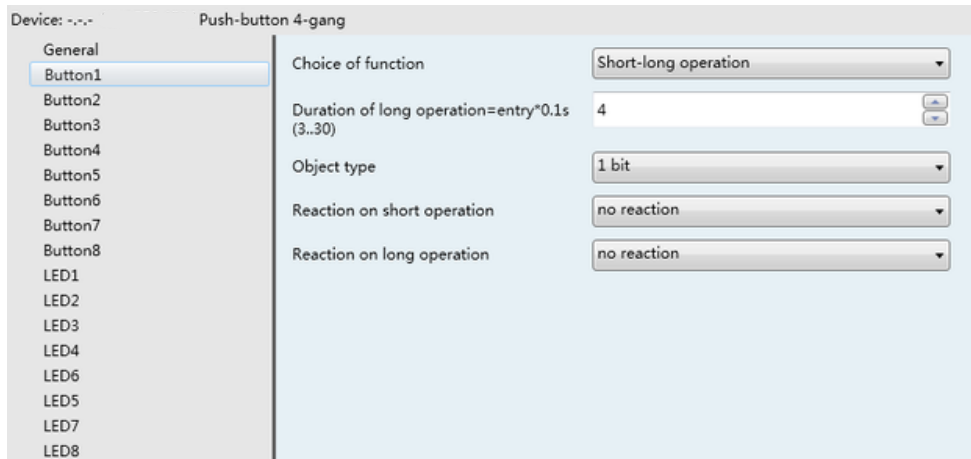 Device: -.-.- Push-button 4-gang
General
Button1
Button2
Button3
Button4
Button5
Button6
Button7
Button8
LED1
LED2
LED3
LED4
LED6
LED5
LED7
LED8
Choice of function Short-long operation
Duration of long operation=entry*0.1s
(3..30) 4
Object type 1 bit
Reaction on short operation no reaction
Reaction on long operation no reaction